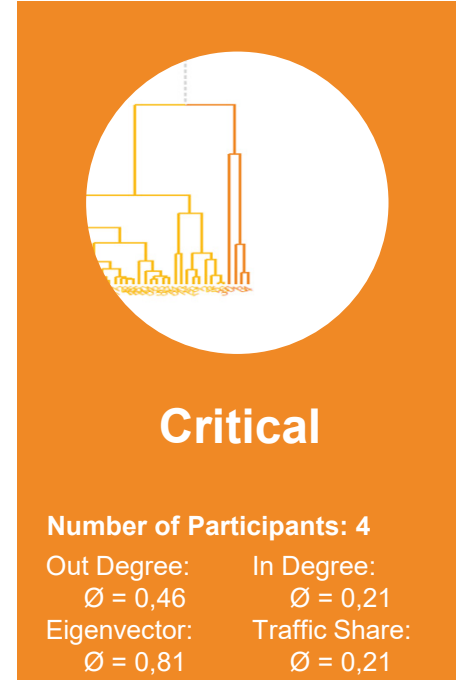 Critical
Number of Participants: 4
Out Degree: In Degree:
Ø = 0,46 Ø = 0,21
Eigenvector: Traffic Share:
Ø = 0,81 Ø = 0,21